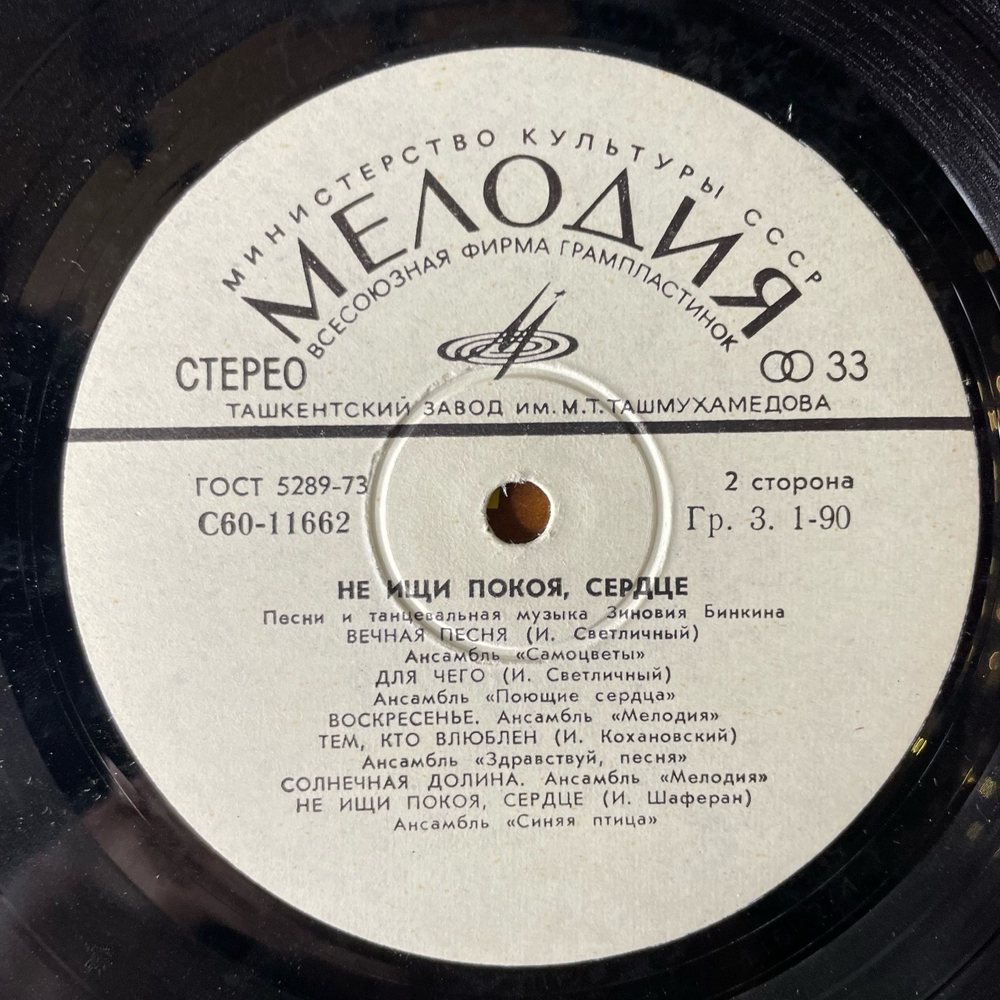 МИНИСТЕРСТВО КУЛЬТУРЫ СССР
МЕЛОДИЯ
ВСЕСОЮЗНАЯ ФИРМА ГРАМПЛАСТИНОК
СТЕРЕО
33
ТАШКЕНТСКИЙ ЗАВОД ИМ. М.Т.ТАШМУХАМЕДОВА
ГОСТ 5289-73
2 сторона
С60-11662
Гр. 3. 1-90
НЕ ИЩИ ПОКОЯ, СЕРДЦЕ
Песни и танцевальная музыка Зиновия Бинкина
ВЕЧНАЯ ПЕСНЯ (И. Светличный)
Ансамбль «Самоцветы»
ДЛЯ ЧЕГО (И. Светличный)
Ансамбль «Поющие сердца»
ВОСКРЕСЕНЬЕ. Ансамбль «Мелодия»
ТЕМ, КТО ВЛЮБЛЕН (И. Кохановский)
Ансамбль «Здравствуй, песня»
СОЛНЕЧНАЯ ДОЛИНА. Ансамбль «Мелодия»
НЕ ИЩИ ПОКОЯ, СЕРДЦЕ (И. Шаферан)
Ансамбль «Синяя птица»